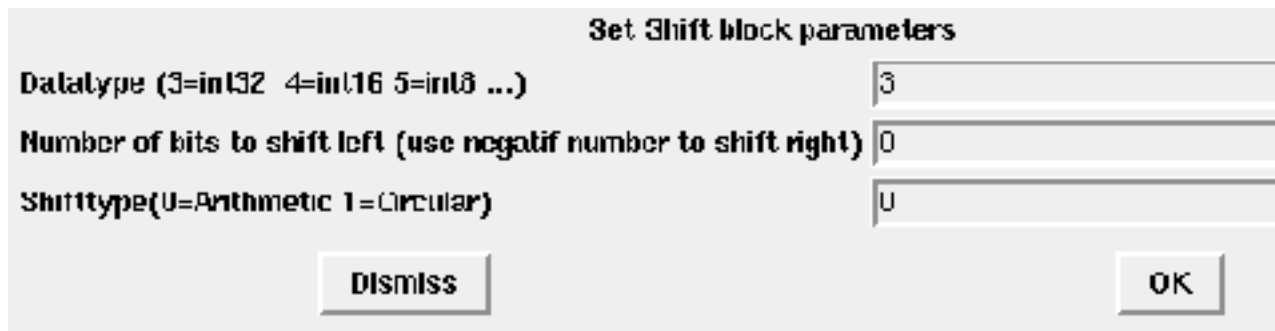 Set Shift block parameters
Datatype (3=int32 4=int16 5=int8 ...) 3
Number of bits to shift left (use negatif number to shift right) 0
Shifttype(0=Arithmetic 1=Circular) 0
Dismiss OK